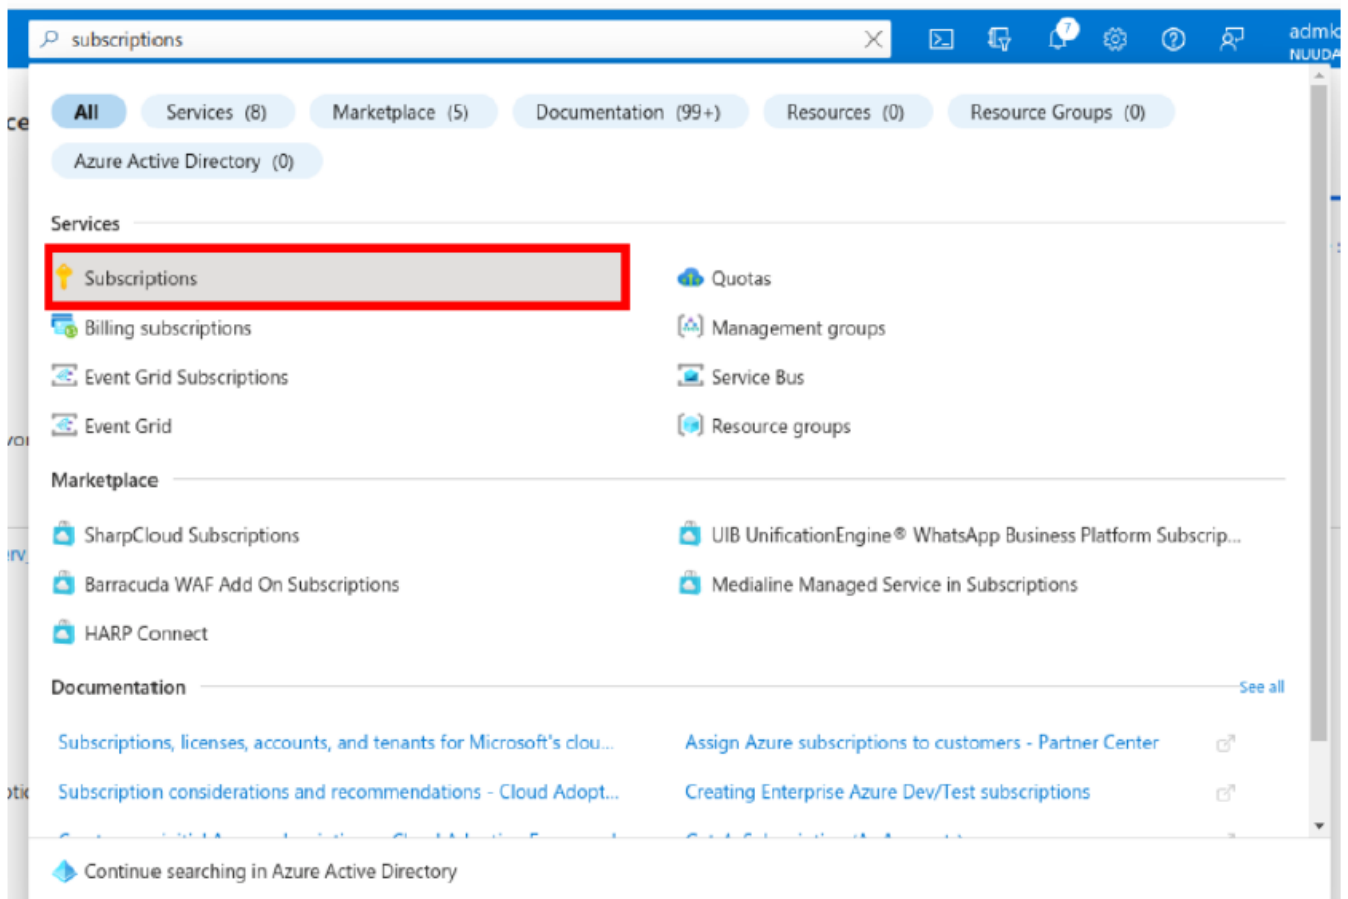 subscriptions
7
admk
NUUDA
All
Services (8)
Marketplace (5)
Documentation (99+)
Resources (0)
Resource Groups (0)
Azure Active Directory (0)
ce
Services
Subscriptions
Quotas
Billing subscriptions
Management groups
Event Grid Subscriptions
Service Bus
Event Grid
Resource groups
Marketplace
SharpCloud Subscriptions
UIB UnificationEngine® WhatsApp Business Platform Subscrip...
Barracuda WAF Add On Subscriptions
Medialine Managed Service in Subscriptions
HARP Connect
Documentation
See all
Subscriptions, licenses, accounts, and tenants for Microsoft's clou...
Assign Azure subscriptions to customers - Partner Center
Subscription considerations and recommendations - Cloud Adopt...
Creating Enterprise Azure Dev/Test subscriptions
Continue searching in Azure Active Directory